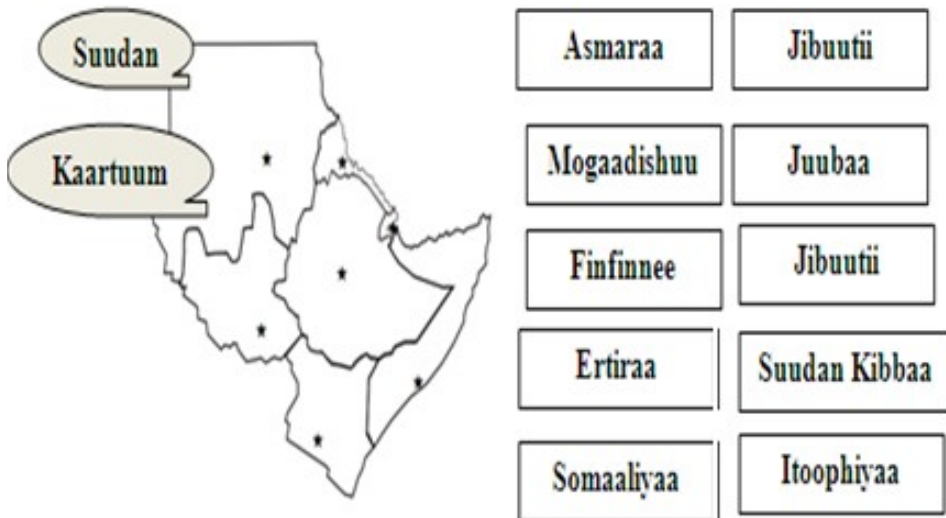 Suudan
Kaartuum
Asmaraa
Jibuutii
Mogaadishuu
Juubaa
Finfinnee
Jibuutii
Ertiraa
Suudan Kibbaa
Somaaliyaa
Itoophiyaa